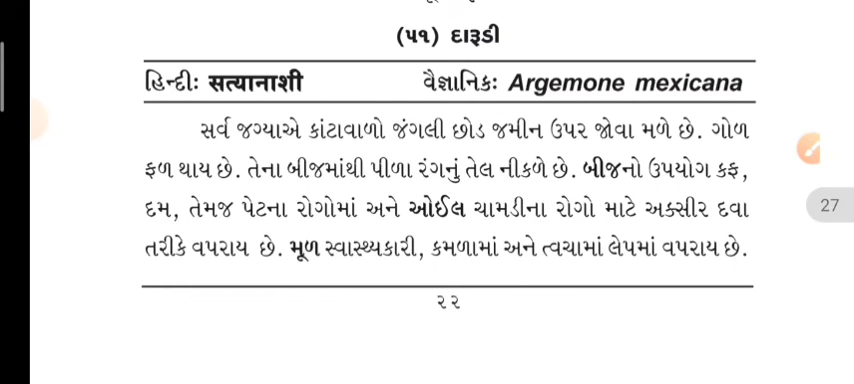 (૫૧) દારૂડી
હિન્દીઃ सत्यानाशी વૈજ્ઞાનિકઃ Argemone mexicana
સર્વ જગ્યાએ કાંટાવાળો જંગલી છોડ જમીન ઉપર જોવા મળે છે. ગોળ
ફળ થાય છે. તેના બીજમાંથી પીળા રંગનું તેલ નીકળે છે. બીજનો ઉપયોગ કફ,
દમ, તેમજ પેટના રોગોમાં અને ઓઈલ ચામડીના રોગો માટે અક્સીર દવા
તરીકે વપરાય છે. મૂળ સ્વાસ્થ્યકારી, કમળામાં અને ત્વચામાં લેપમાં વપરાય છે.
૨૨
27